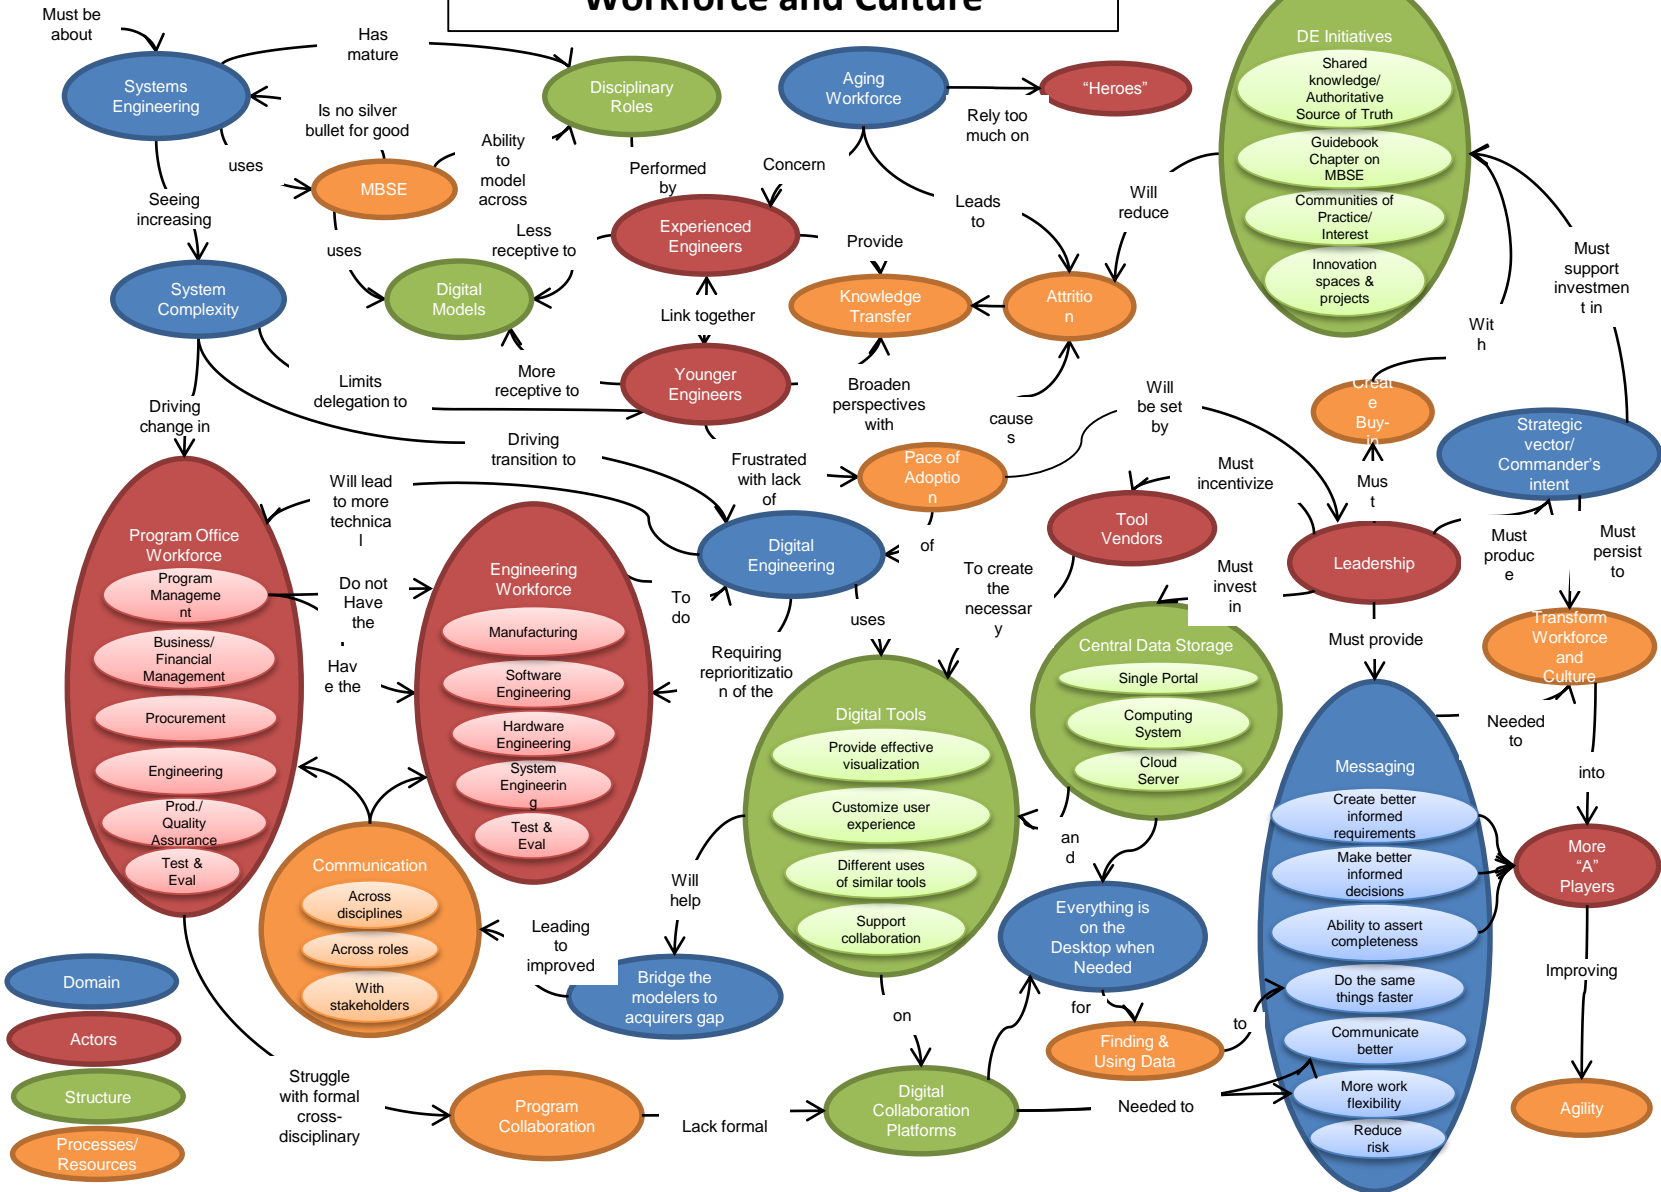 Workforce and Culture
Must be
about
Has
mature
Systems
Engineering
Disciplinary
Roles
Aging
Workforce
“Heroes”
Rely too
much on
DE Initiatives
Shared
knowledge/
Authoritative
Source of Truth
Guidebook
Chapter on
MBSE
Communities of
Practice/
Interest
Innovation
spaces &
projects
Is no silver
bullet for good
uses
MBSE
Ability
to
model
across
Performed
by
Concern
Seeing
increasing
Leads
to
Will
reduce
Experienced
Engineers
Less
receptive to
uses
Provide
Must
support
investmen
t in
System
Complexity
Digital
Models
Knowledge
Transfer
Attritio
n
Link together
Wit
h
Limits
delegation to
More
receptive to
Younger
Engineers
Broaden
perspectives
with
cause
s
Will
be set
by
Creat
e
Buy-
in
Driving
change in
Driving
transition to
Frustrated
with lack
of
Pace of
Adoptio
n
Must
incentivize
Mus
t
Strategic
vector/
Commander’s
intent
Will lead
to more
technica
l
Program Office
Workforce
Program
Manageme
nt
Business/
Financial
Management
Procurement
Engineering
Prod./
Quality
Assurance
Test &
Eval
Do not
Have
the
Hav
e the
Engineering
Workforce
Manufacturing
Software
Engineering
Hardware
Engineering
System
Engineerin
g
Test &
Eval
To
do
Digital
Engineering
of
Tool
Vendors
To create
the
necessar
y
Must
invest
in
Leadership
Must
produc
e
Must
persist
to
uses
Requiring
reprioritizatio
n of the
Must provide
Transform
Workforce
and
Culture
Central Data Storage
Single Portal
Computing
System
Cloud
Server
Digital Tools
Provide effective
visualization
Customize user
experience
Different uses
of similar tools
Support
collaboration
an
d
Needed
to
into
Messaging
Create better
informed
requirements
Make better
informed
decisions
Ability to assert
completeness
Do the same
things faster
Communicate
better
More work
flexibility
Reduce
risk
More
“A”
Players
Communication
Across
disciplines
Across roles
With
stakeholders
Will
help
Leading
to
improved
Bridge the
modelers to
acquirers gap
Everything is
on the
Desktop when
Needed
for
on
Finding &
Using Data
to
Improving
Domain
Actors
Structure
Processes/
Resources
Struggle
with formal
cross-
disciplinary
Program
Collaboration
Lack formal
Digital
Collaboration
Platforms
Needed to
Agility